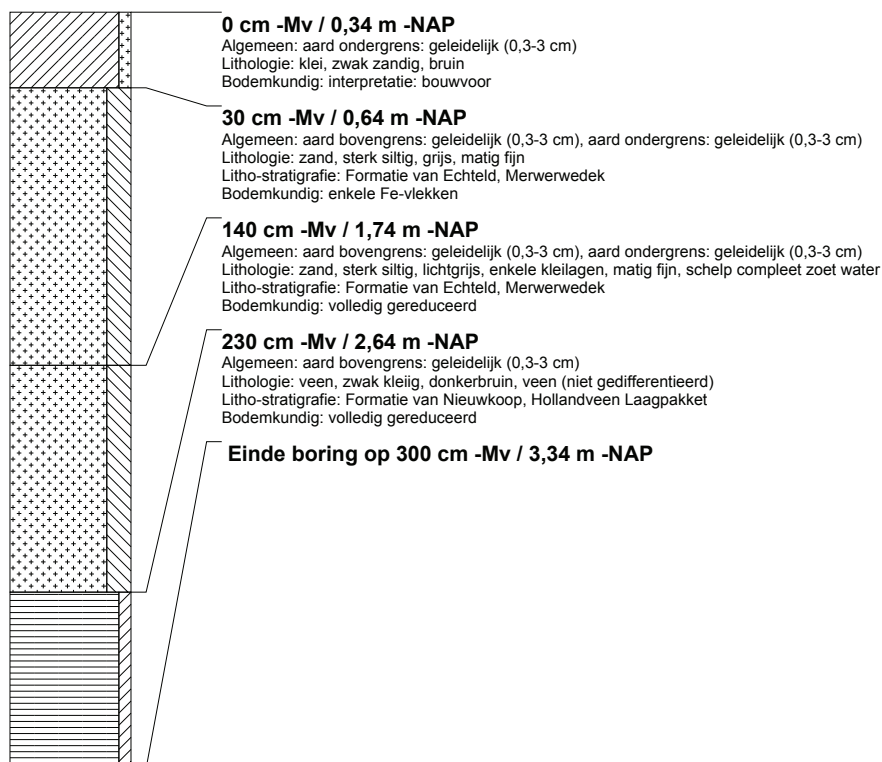 0 cm -Mv / 0,34 m -NAP
Algemeen: aard ondergrens: geleidelijk (0,3-3 cm)
Lithologie: klei, zwak zandig, bruin
Bodemkundig: interpretatie: bouwvoor
30 cm -Mv / 0,64 m -NAP
Algemeen: aard bovengrens: geleidelijk (0,3-3 cm), aard ondergrens: geleidelijk (0,3-3 cm)
Lithologie: zand, sterk siltig, grijs, matig fijn
Litho-stratigrafie: Formatie van Echteld, Merwerwedek
Bodemkundig: enkele Fe-vlekken
140 cm -Mv / 1,74 m -NAP
Algemeen: aard bovengrens: geleidelijk (0,3-3 cm), aard ondergrens: geleidelijk (0,3-3 cm)
Lithologie: zand, sterk siltig, lichtgrijs, enkele kleilagen, matig fijn, schelp compleet zoet water
Litho-stratigrafie: Formatie van Echteld, Merwerwedek
Bodemkundig: volledig gereduceerd
230 cm -Mv / 2,64 m -NAP
Algemeen: aard bovengrens: geleidelijk (0,3-3 cm)
Lithologie: veen, zwak kleiig, donkerbruin, veen (niet gedifferentieerd)
Litho-stratigrafie: Formatie van Nieuwkoop, Hollandveen Laagpakket
Bodemkundig: volledig gereduceerd
Einde boring op 300 cm -Mv / 3,34 m -NAP